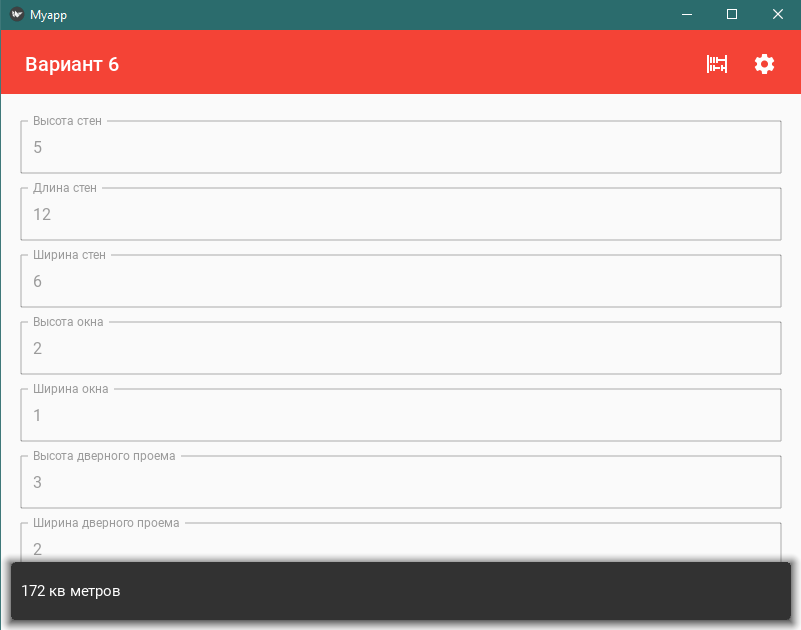 Myapp
Вариант 6
Высота стен
5
Длина стен
12
Ширина стен
6
Высота окна
2
Ширина окна
1
Высота дверного проема
3
Ширина дверного проема
2
172 кв метров